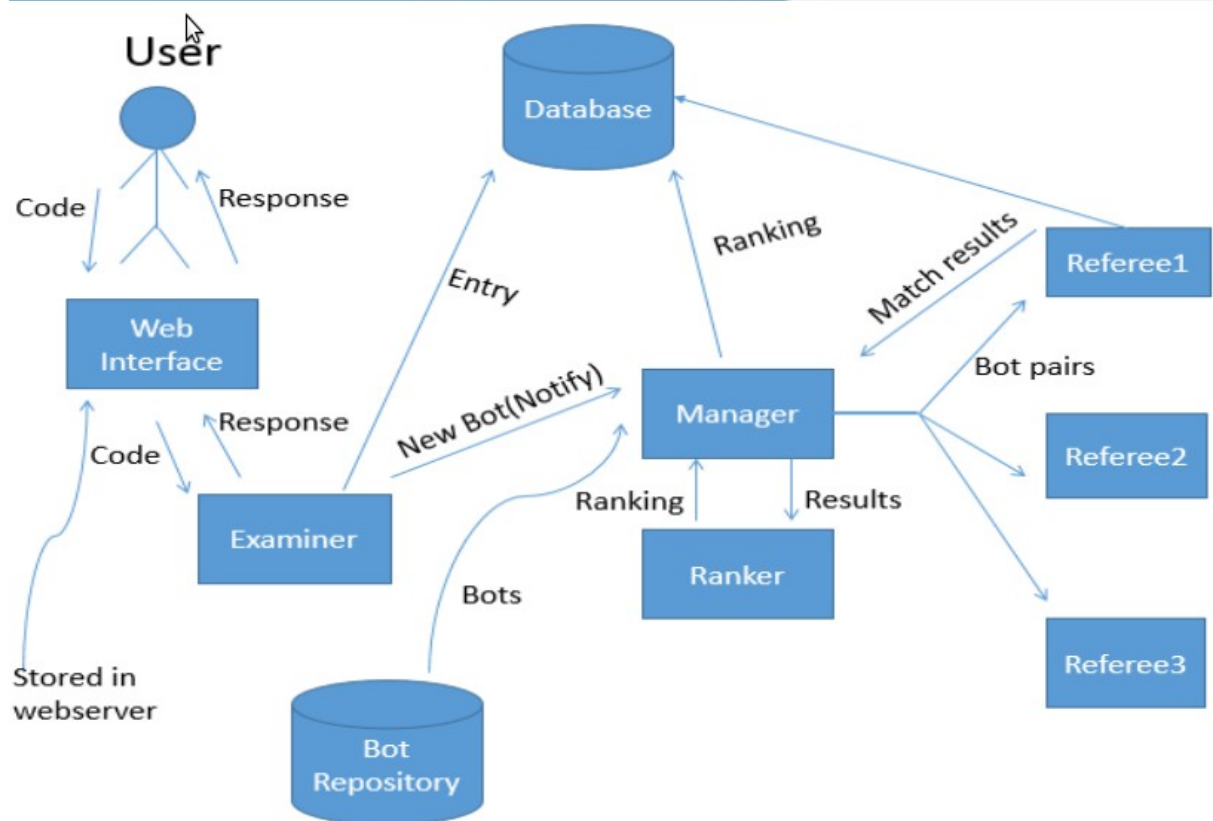 User
Database
Code
Response
Ranking
Match results
Referee1
Entry
Web
Interface
Bot pairs
New Bot(Notify)
Manager
Response
Code
Referee2
Ranking
Results
Examiner
Ranker
Bots
Referee3
Stored in
webserver
Bot
Repository